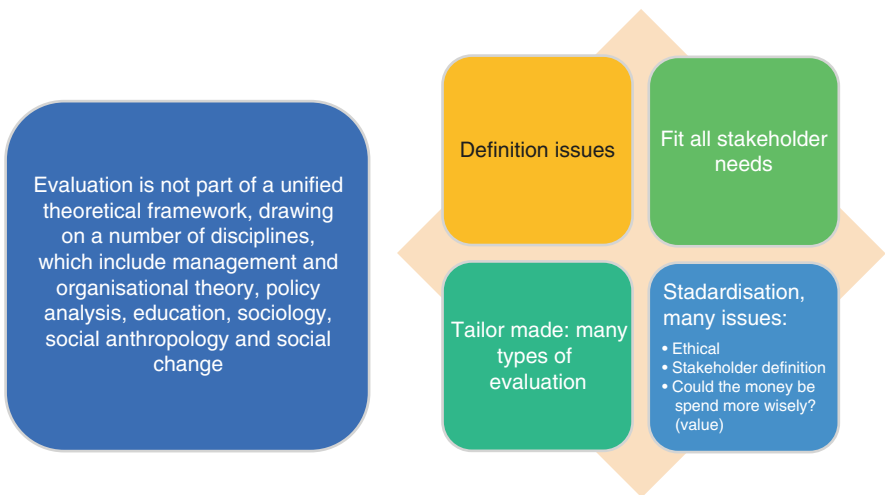 Evaluation is not part of a unified
theoretical framework, drawing
on a number of disciplines,
which include management and
organisational theory, policy
analysis, education, sociology,
social anthropology and social
change
Definition issues
Fit all stakeholder
needs
Tailor made: many
types of
evaluation
Stadardisation,
many issues:
• Ethical
• Stakeholder definition
• Could the money be
spend more wisely?
(value)